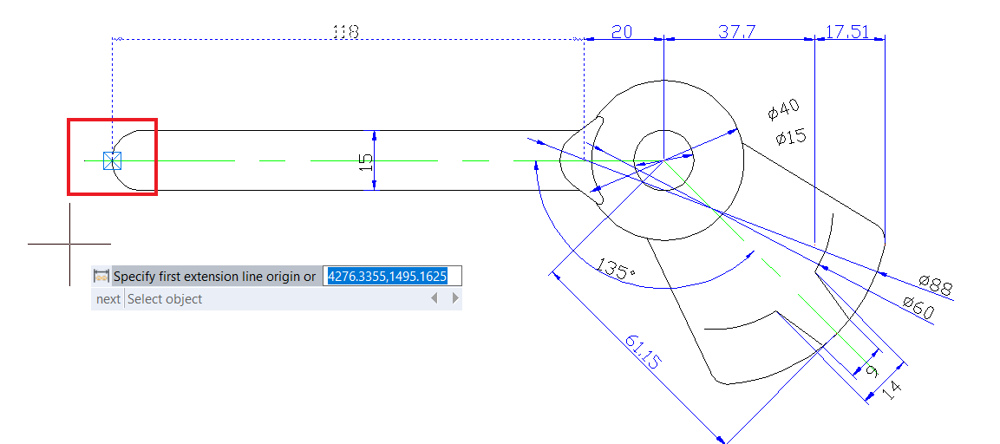 118
20
37,7
17,51
ø40
ø15
15
135°
ø88
ø60
61,15
9
14
Specify first extension line origin or 4276.3355,1495.1625
next Select object